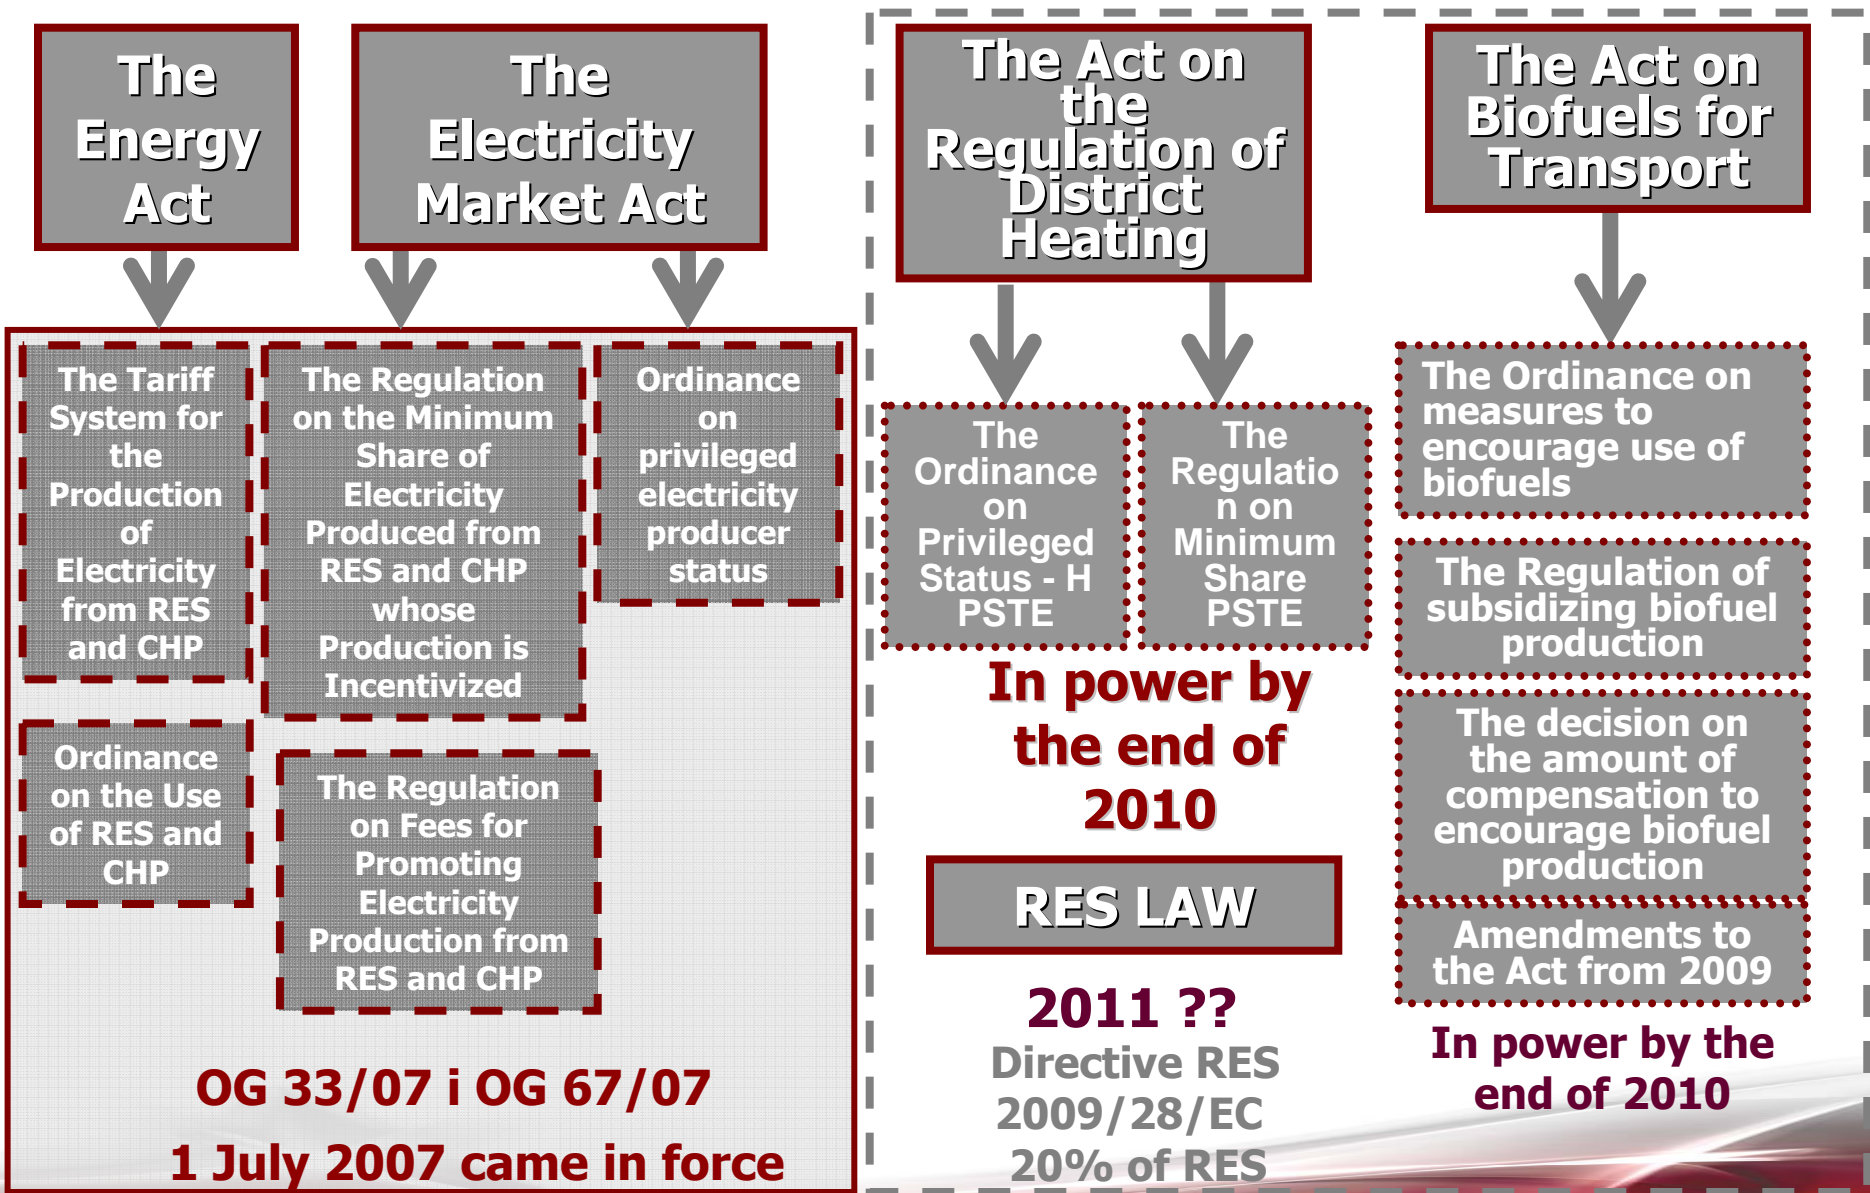 The
Energy
Act
The
Electricity
Market Act
The Act on
the
Regulation of
District
Heating
The Act on
Biofuels for
Transport
The Tariff
System for
the
Production
of
Electricity
from RES
and CHP
The Regulation
on the Minimum
Share of
Electricity
Produced from
RES and CHP
whose
Production is
Incentivized
Ordinance
on
privileged
electricity
producer
status
Ordinance
on the Use
of RES and
CHP
The Regulation
on Fees for
Promoting
Electricity
Production from
RES and CHP
OG 33/07 i OG 67/07
1 July 2007 came in force
The
Ordinance
on
Privileged
Status - H
PSTE
The
Regulatio
n on
Minimum
Share
PSTE
In power by
the end of
2010
RES LAW
2011 ??
Directive RES
2009/28/EC
20% of RES
The Ordinance on
measures to
encourage use of
biofuels
The Regulation of
subsidizing biofuel
production
The decision on
the amount of
compensation to
encourage biofuel
production
Amendments to
the Act from 2009
In power by the
end of 2010